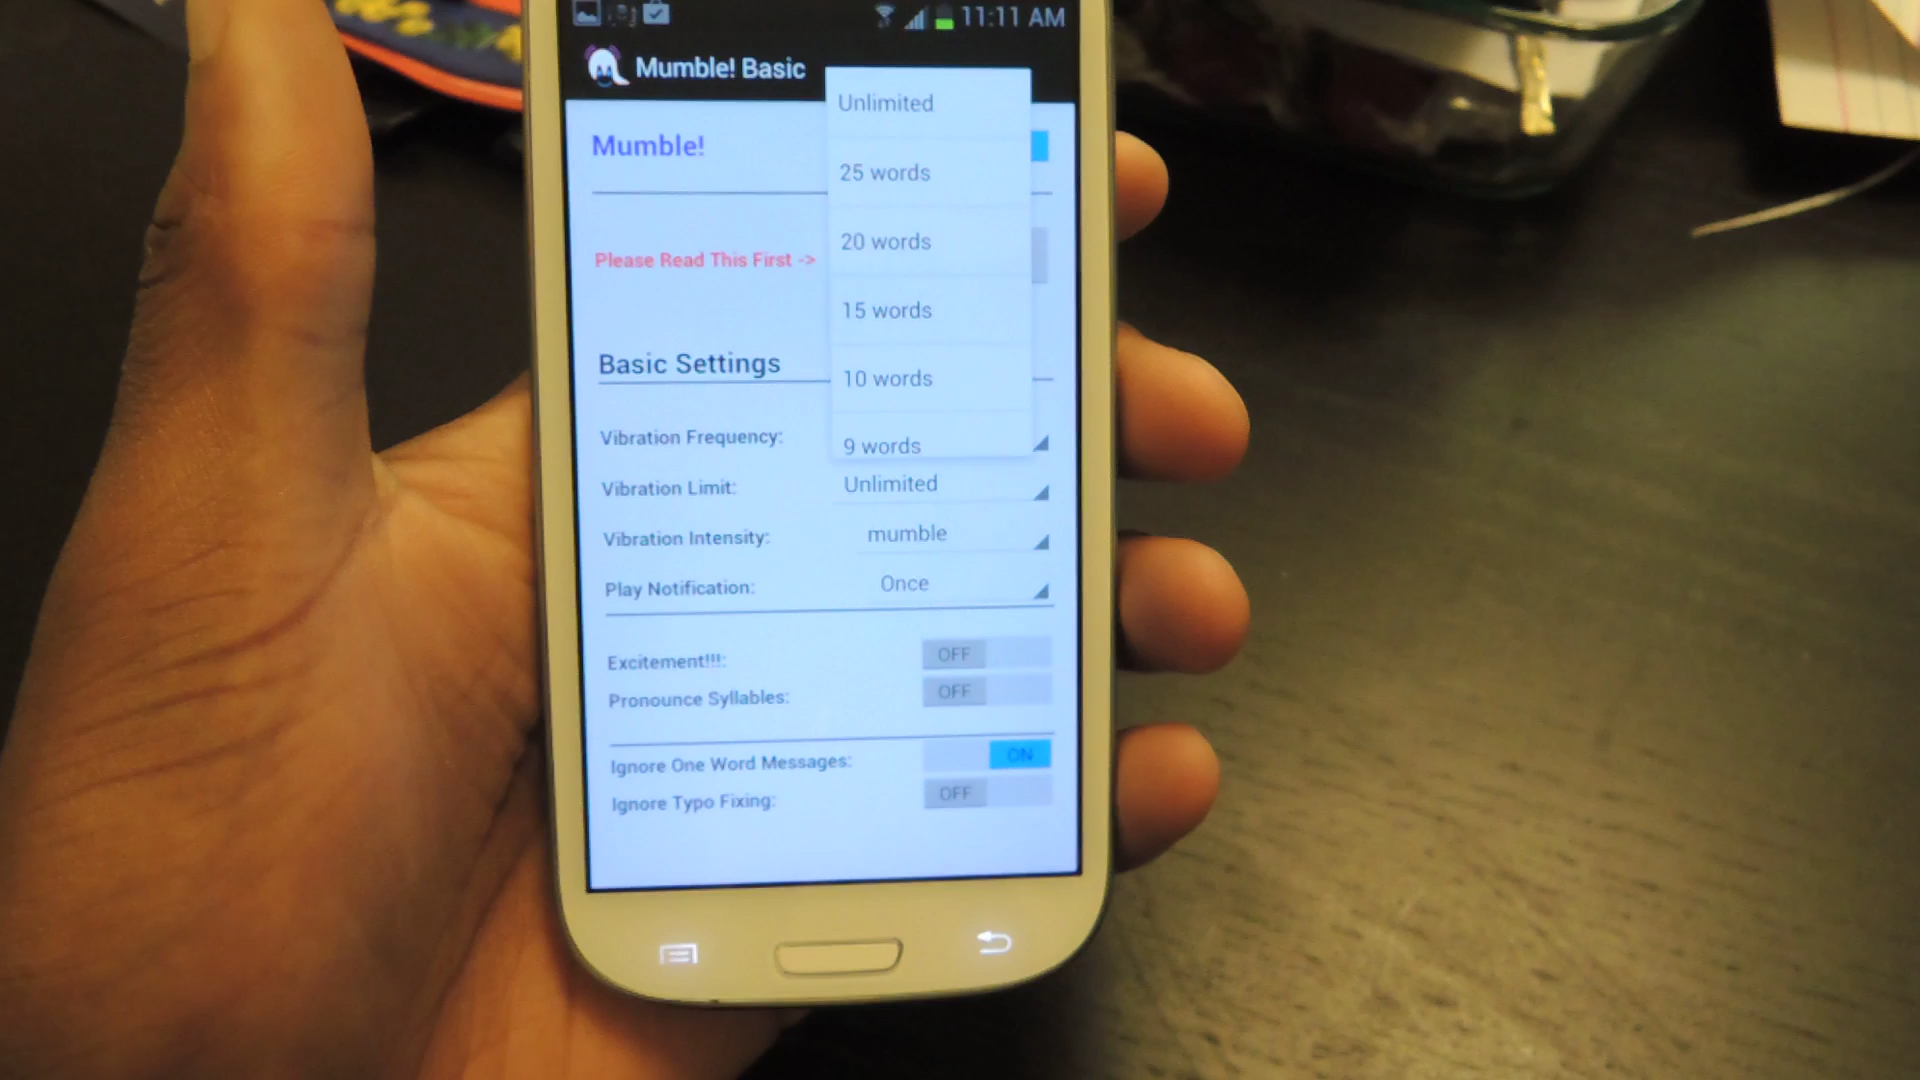 11:11 AM
Mumble! Basic
Unlimited
Mumble!
25 words
20 words
Please Read This First ->
15 words
Basic Settings
10 words
Vibration Frequency:
9 words
Vibration Limit: Unlimited
Vibration Intensity: mumble
Play Notification: Once
Excitement!!!: OFF
Pronounce Syllables: OFF
Ignore One Word Messages: ON
Ignore Typo Fixing: OFF